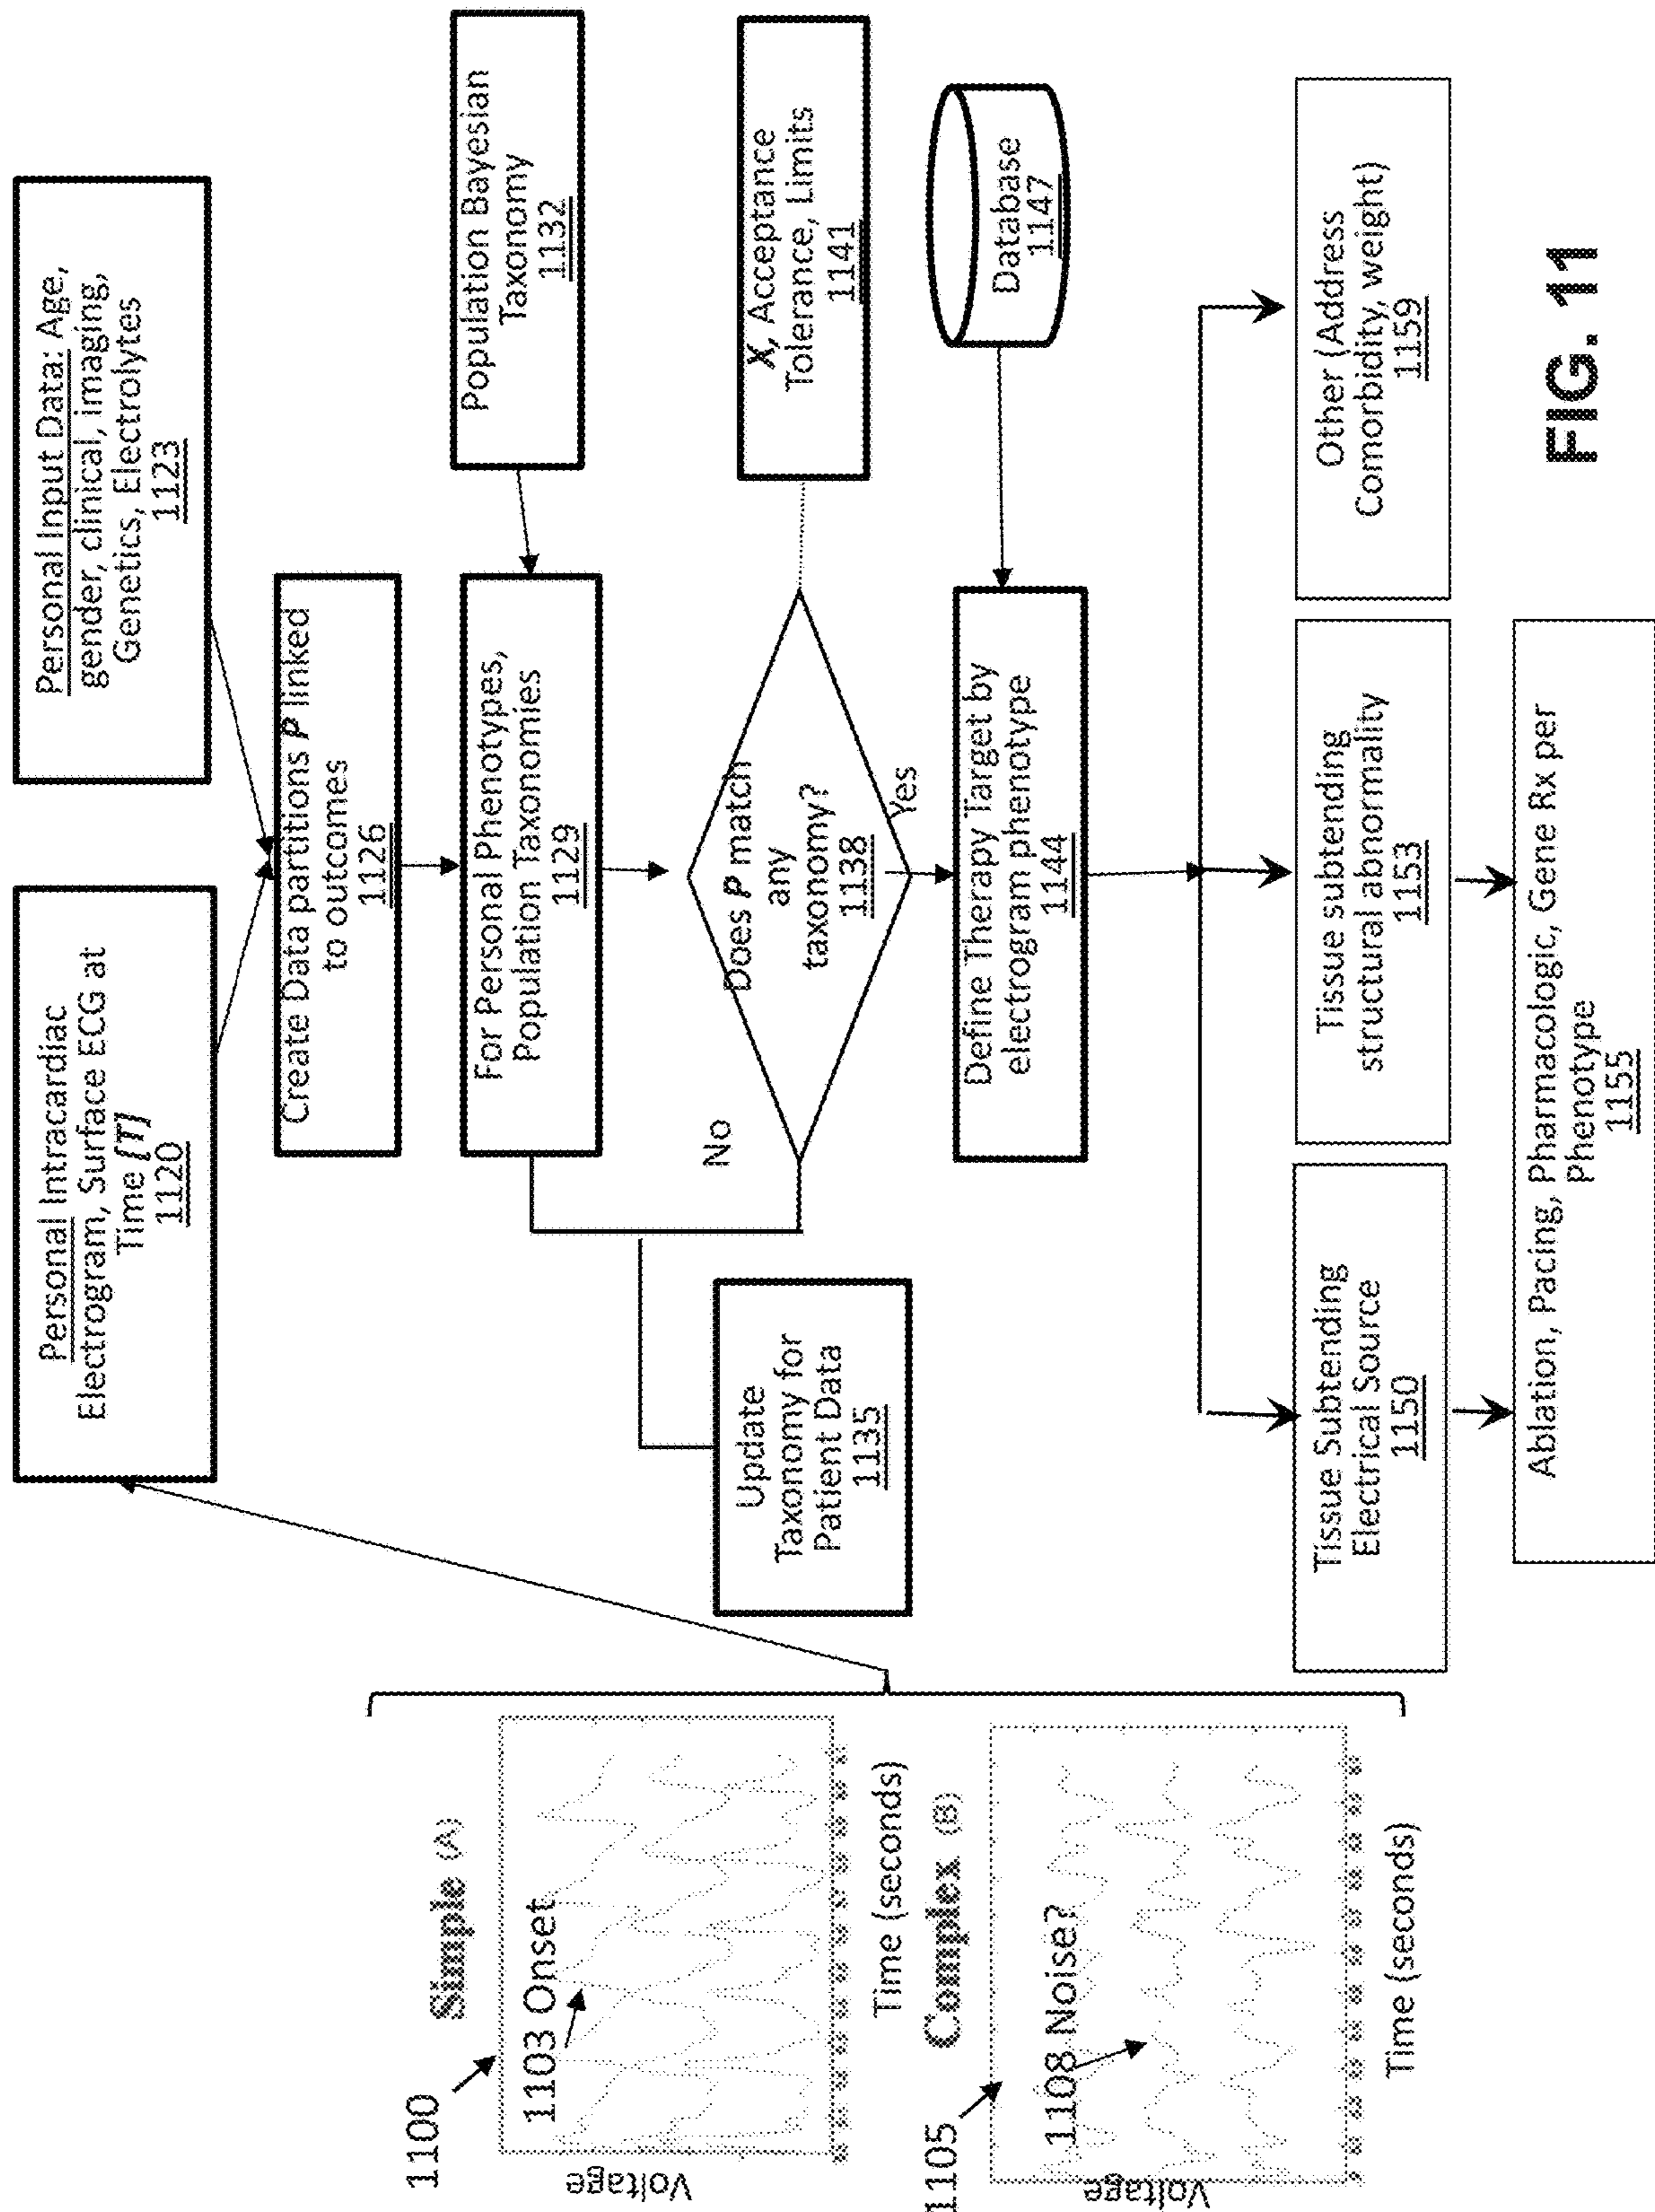 1100
Simple (A)
1103 Onset
Voltage
Time (seconds)
1105
Complex (B)
1108 Noise?
Voltage
Time (seconds)
Personal Intracardiac
Electrogram, Surface ECG at
Time [T]
1120
Personal Input Data: Age,
gender, clinical, imaging,
Genetics, Electrolytes
1123
Create Data partitions P linked
to outcomes
1126
For Personal Phenotypes,
Population Taxonomies
1129
Population Bayesian
Taxonomy
1132
Update
Taxonomy for
Patient Data
1135
No
Does P match
any
taxonomy?
1138
Yes
X, Acceptance
Tolerance, Limits
1141
Define Therapy Target by
electrogram phenotype
1144
Database
1147
Tissue Subtending
Electrical Source
1150
Tissue subtending
structural abnormality
1153
Other (Address
Comorbidity, weight)
1159
Ablation, Pacing, Pharmacologic, Gene Rx per
Phenotype
1155
FIG. 11